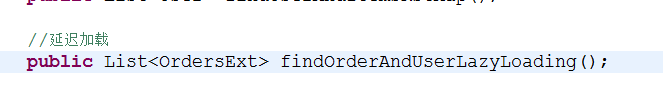 //延迟加载
public List<OrdersExt> findOrderAndUserLazyLoading();